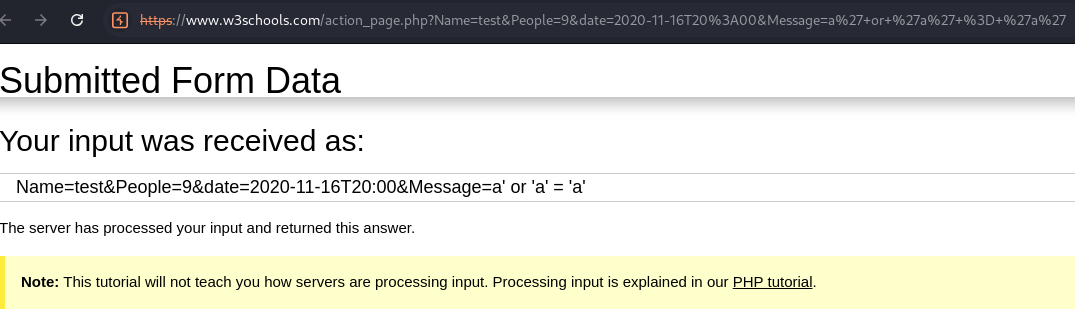 https://www.w3schools.com/action_page.php?Name=test&People=9&date=2020-11-16T20%3A00&Message=a%27+or+%27a%27+%3D+%27a%27
Submitted Form Data
Your input was received as:
Name=test&People=9&date=2020-11-16T20:00&Message=a' or 'a' = 'a'
The server has processed your input and returned this answer.
Note: This tutorial will not teach you how servers are processing input. Processing input is explained in our PHP tutorial.